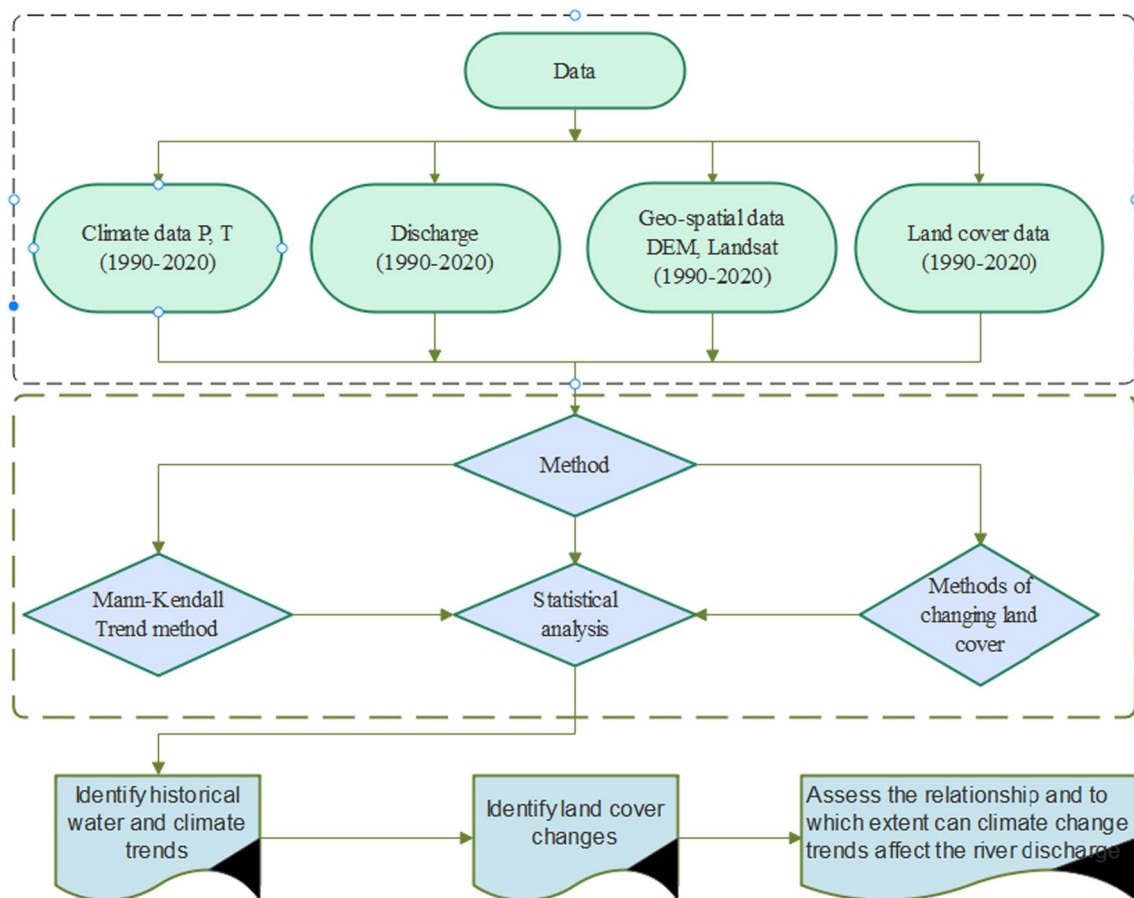 Data
Climate data P, T
(1990-2020)
Discharge
(1990-2020)
Geo-spatial data
DEM, Landsat
(1990-2020)
Land cover data
(1990-2020)
Method
Mann-Kendall
Trend method
Statistical
analysis
Methods of
changing land
cover
Identify historical
water and climate
trends
Identify land cover
changes
Assess the relationship and to
which extent can climate change
trends affect the river discharge